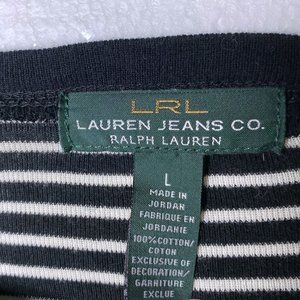 LRL
LAUREN JEANS CO.
RALPH LAUREN
L
MADE IN
JORDAN
FABRIQUE EN
JORDANIE
100% COTTON/
COTON
EXCLUSIVE OF
DECORATION/
GARNITURE
EXCLUE